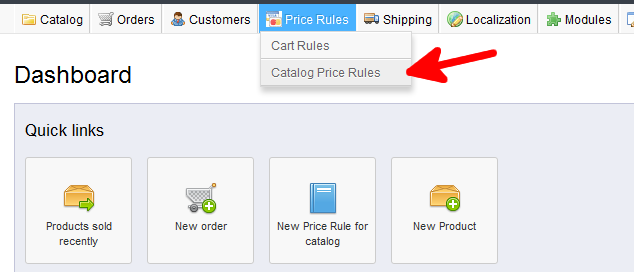 Catalog Orders Customers Price Rules Shipping Localization Modules
Cart Rules
Catalog Price Rules
Dashboard
Quick links
Products sold
recently
New order
New Price Rule for
catalog
New Product